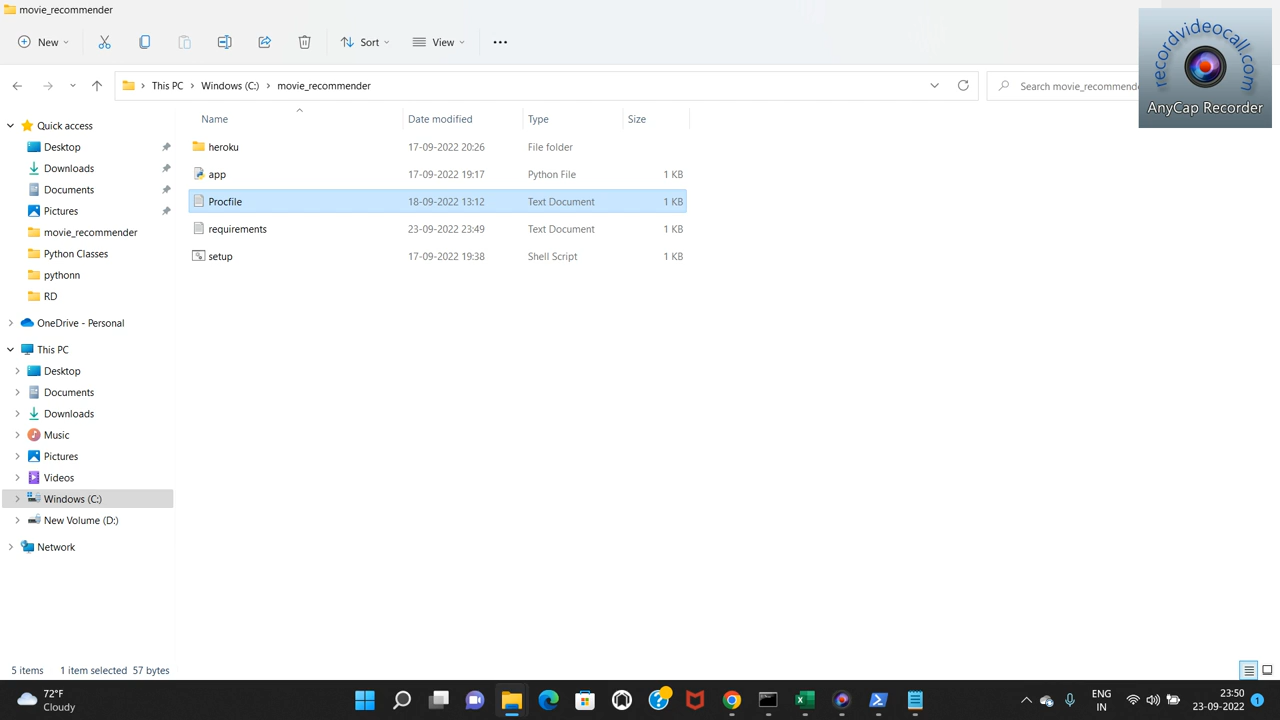 movie_recommender
New
Sort
View
recordvideocall.com
AnyCap Recorder
This PC
Windows (C:)
movie_recommender
Search movie_recommende
Name
Date modified
Type
Size
heroku
17-09-2022 20:26
File folder
app
17-09-2022 19:17
Python File
1 KB
Procfile
18-09-2022 13:12
Text Document
1 KB
requirements
23-09-2022 23:49
Text Document
1 KB
setup
17-09-2022 19:38
Shell Script
1 KB
Quick access
Desktop
Downloads
Documents
Pictures
movie_recommender
Python Classes
pythonn
RD
OneDrive - Personal
This PC
Desktop
Documents
Downloads
Music
Pictures
Videos
Windows (C:)
New Volume (D:)
Network
5 items
1 item selected
57 bytes
72°F
Cloudy
ENG
IN
23:50
23-09-2022
1